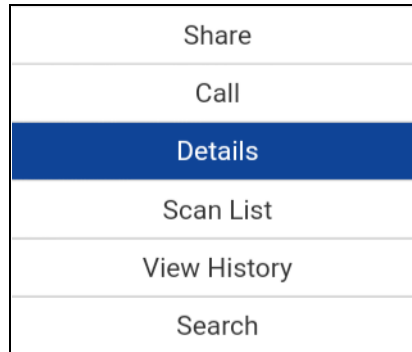 Share
Call
Details
Scan List
View History
Search